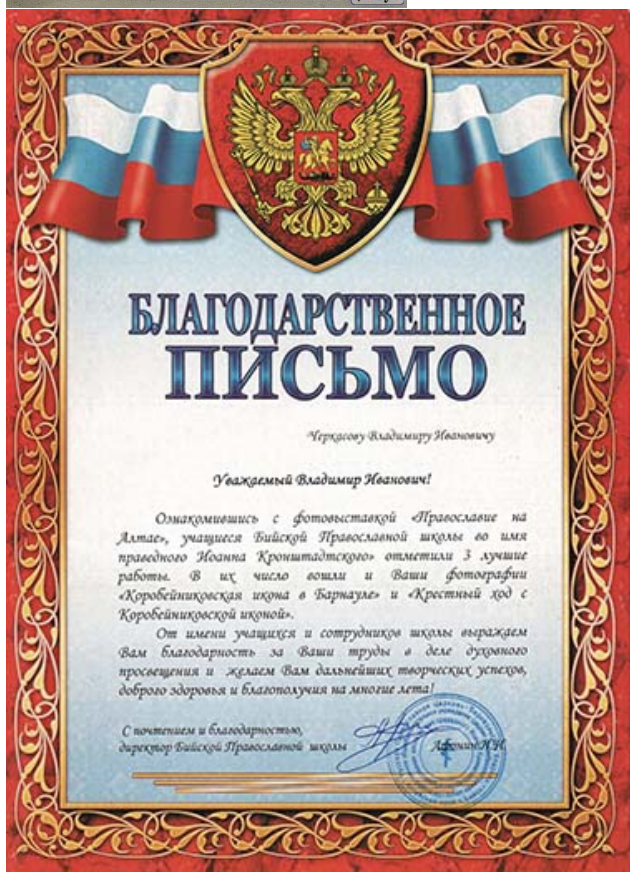 БЛАГОДАРСТВЕННОЕ
ПИСЬМО
Черкасову Владимиру Ивановичу
Уважаемый Владимир Иванович!
Ознакомившись с фотовыставкой «Православие на
Алтае», учащиеся Бийской Православной школы во имя
праведного Иоанна Кронштадтского» отметили 3 лучшие
работы. В их число вошли и Ваши фотографии
«Коробейниковская икона в Барнауле» и «Крестный ход с
Коробейниковской иконой».
От имени учащихся и сотрудников школы выражаем
Вам благодарность за Ваши труды в деле духовного
просвещения и желаем Вам дальнейших творческих успехов,
доброго здоровья и благополучия на многие лета!
С почтением и благодарностью,
директор Бийской Православной школы Афонин И.И.